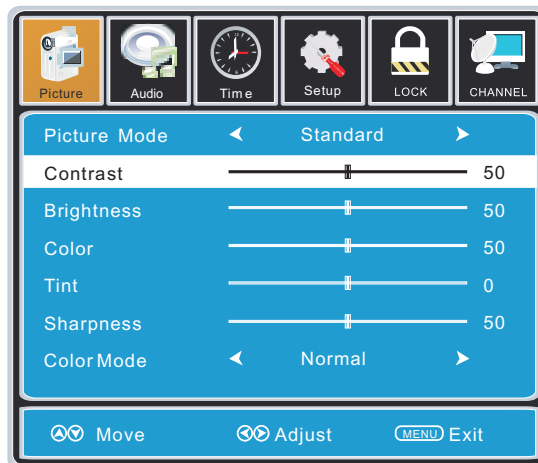 Picture Audio Time Setup LOCK CHANNEL
Picture Mode Standard
Contrast 50
Brightness 50
Color 50
Tint 0
Sharpness 50
Color Mode Normal
Move Adjust MENU Exit